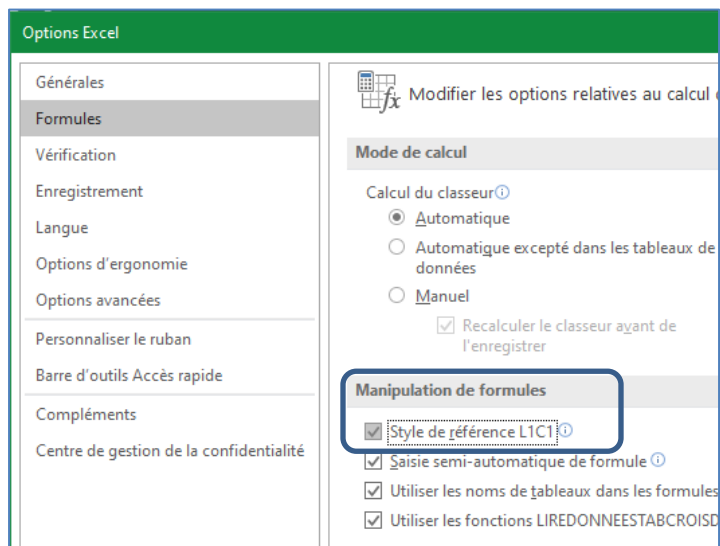 Options Excel
Générales
Formules
Vérification
Enregistrement
Langue
Options d'ergonomie
Options avancées
Personnaliser le ruban
Barre d'outils Accès rapide
Compléments
Centre de gestion de la confidentialité
fx Modifier les options relatives au calcul
Mode de calcul
Calcul du classeur
Automatique
Automatique excepté dans les tableaux de
données
Manuel
Recalculer le classeur avant de
l'enregistrer
Manipulation de formules
Style de référence L1C1
Saisie semi-automatique de formule
Utiliser les noms de tableaux dans les formules
Utiliser les fonctions LIREDONNEESTABCROISD